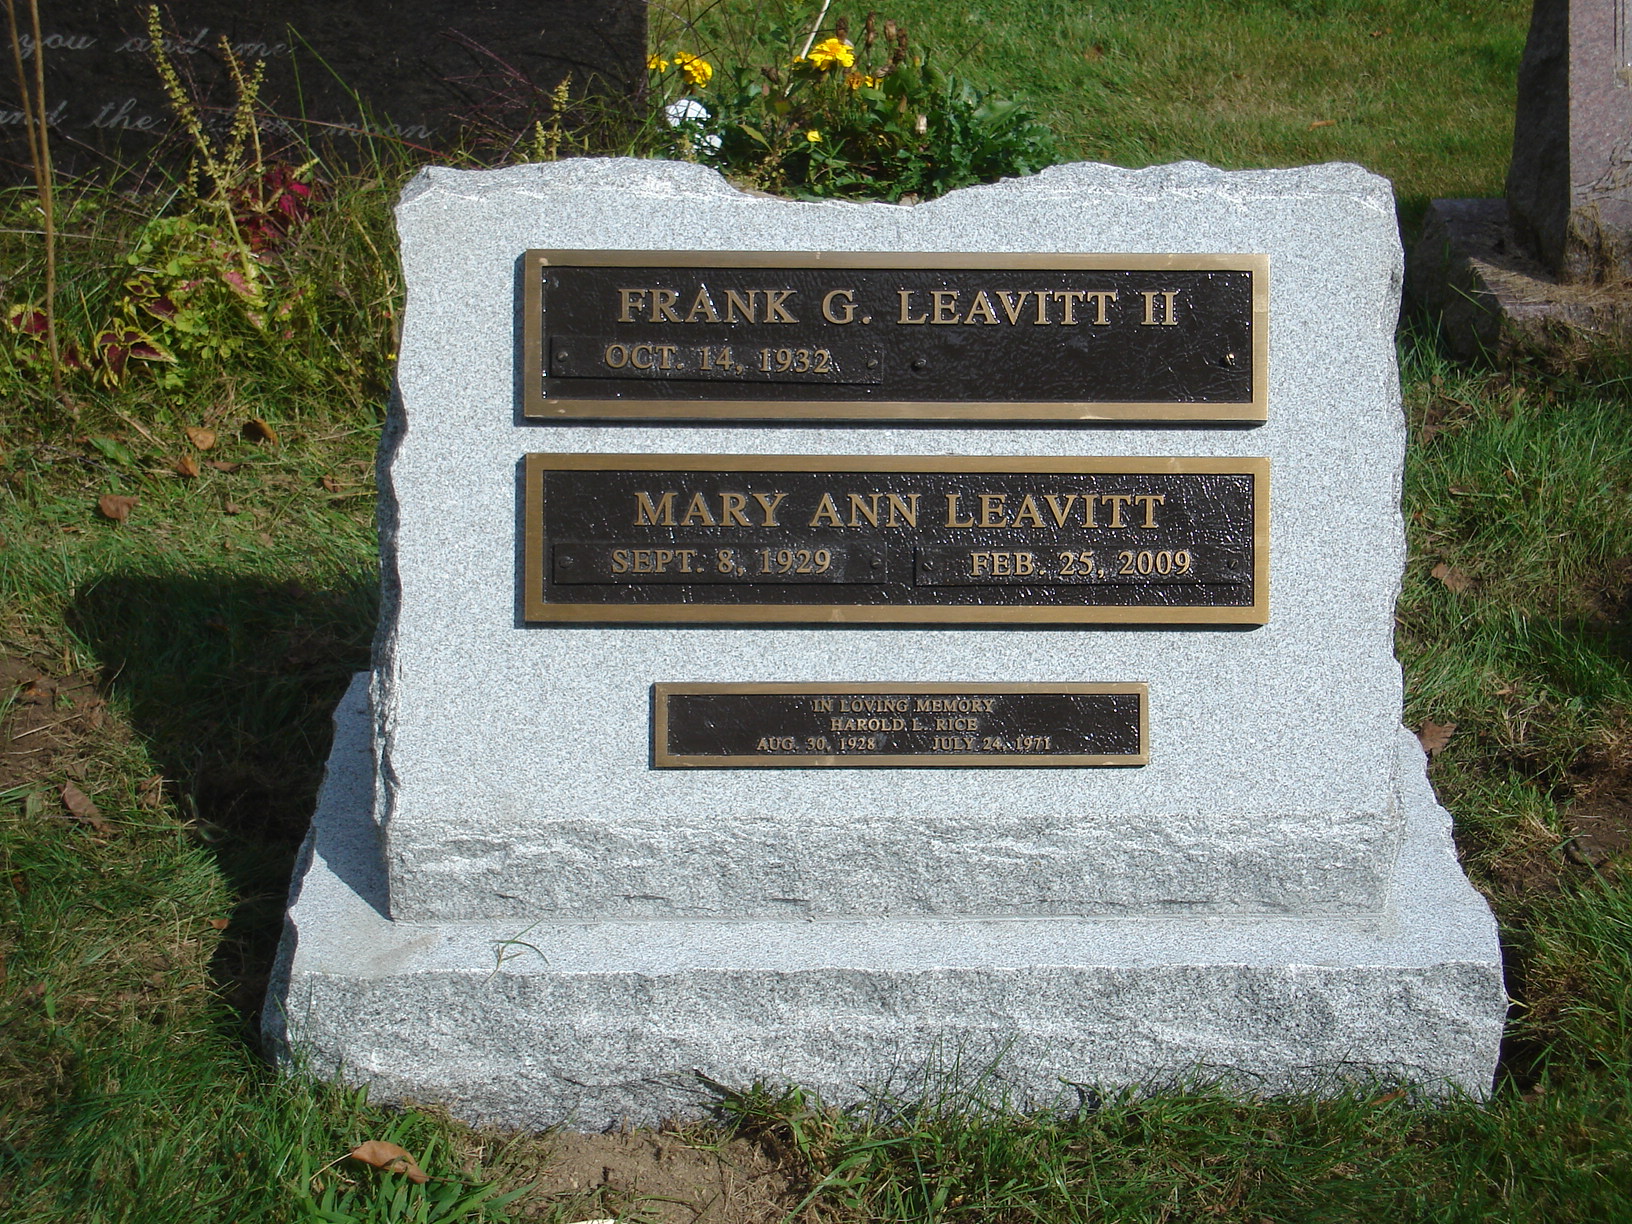 you and me
and the moon
FRANK G. LEAVITT II
OCT. 14, 1932
MARY ANN LEAVITT
SEPT. 8, 1929 FEB. 25, 2009
IN LOVING MEMORY
HAROLD L. RICE
AUG. 30, 1928 JULY 24, 1971